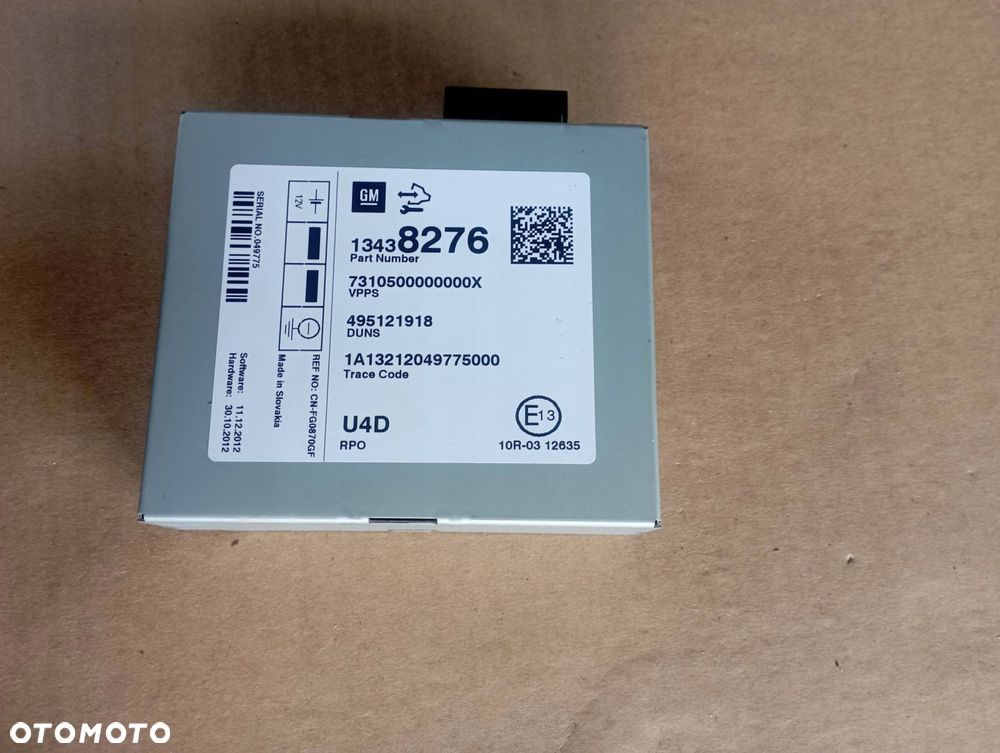 GM
13438276
Part Number
7310500000000X
VPPS
495121918
DUNS
1A13212049775000
Trace Code
U4D
RPO
E13
10R-03 12635
12V
SERIAL NO.049775
REF NO: CN-FG0870GF
Made in Slovakia
Software: 11.12.2012
Hardware: 30.10.2012
OTOMOTO